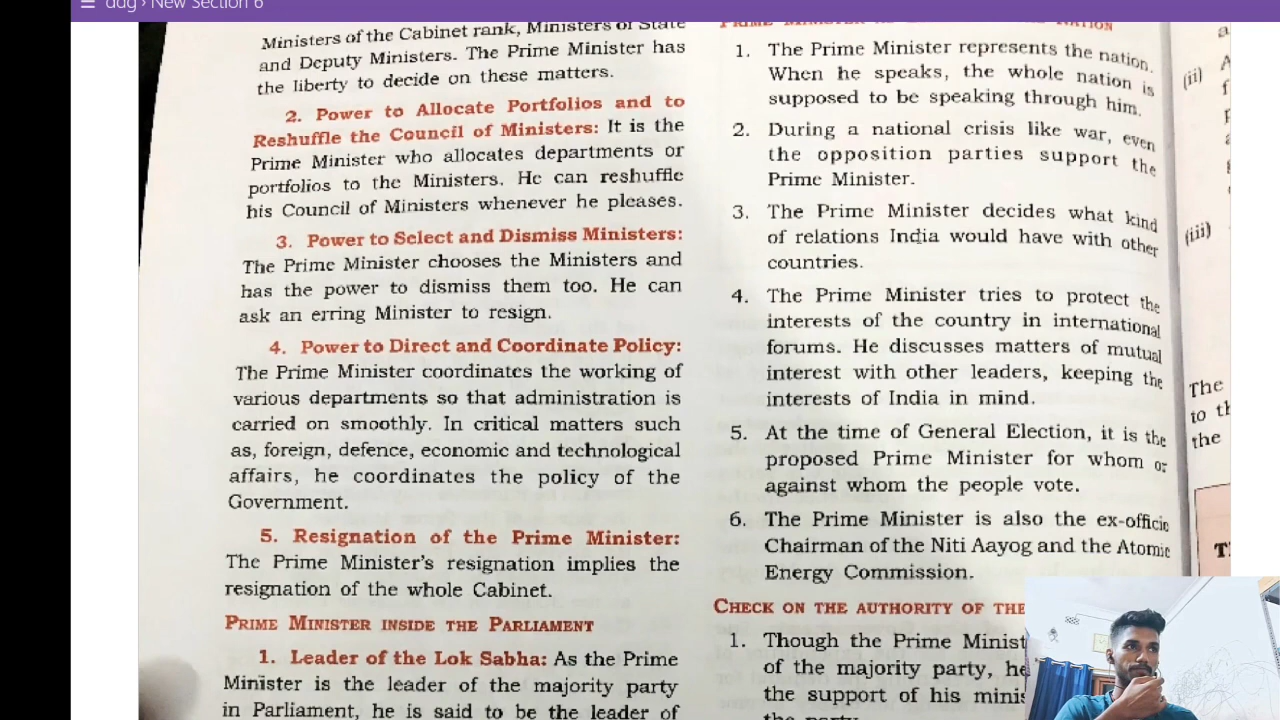 dag › New Section 6
Ministers of the Cabinet rank, Ministers of State
and Deputy Ministers. The Prime Minister has
the liberty to decide on these matters.
2. Power to Allocate Portfolios and to
Reshuffle the Council of Ministers: It is the
Prime Minister who allocates departments or
portfolios to the Ministers. He can reshuffle
his Council of Ministers whenever he pleases.
3. Power to Select and Dismiss Ministers:
The Prime Minister chooses the Ministers and
has the power to dismiss them too. He can
ask an erring Minister to resign.
4. Power to Direct and Coordinate Policy:
The Prime Minister coordinates the working of
various departments so that administration is
carried on smoothly. In critical matters such
as, foreign, defence, economic and technological
affairs, he coordinates the policy of the
Government.
5. Resignation of the Prime Minister:
The Prime Minister's resignation implies the
resignation of the whole Cabinet.
PRIME MINISTER INSIDE THE PARLIAMENT
1. Leader of the Lok Sabha: As the Prime
Minister is the leader of the majority party
in Parliament, he is said to be the leader of
NATION
1. The Prime Minister represents the nation.
When he speaks, the whole nation is
supposed to be speaking through him.
2. During a national crisis like war, even
the opposition parties support the
Prime Minister.
3. The Prime Minister decides what kind
of relations India would have with other
countries.
4. The Prime Minister tries to protect the
interests of the country in international
forums. He discusses matters of mutual
interest with other leaders, keeping the
interests of India in mind.
5. At the time of General Election, it is the
proposed Prime Minister for whom or
against whom the people vote.
6. The Prime Minister is also the ex-officio
Chairman of the Niti Aayog and the Atomic
Energy Commission.
CHECK ON THE AUTHORITY OF THE
1. Though the Prime Minist
of the majority party, he
the support of his minis
the party
(ii)
(iii)
The
to th
the